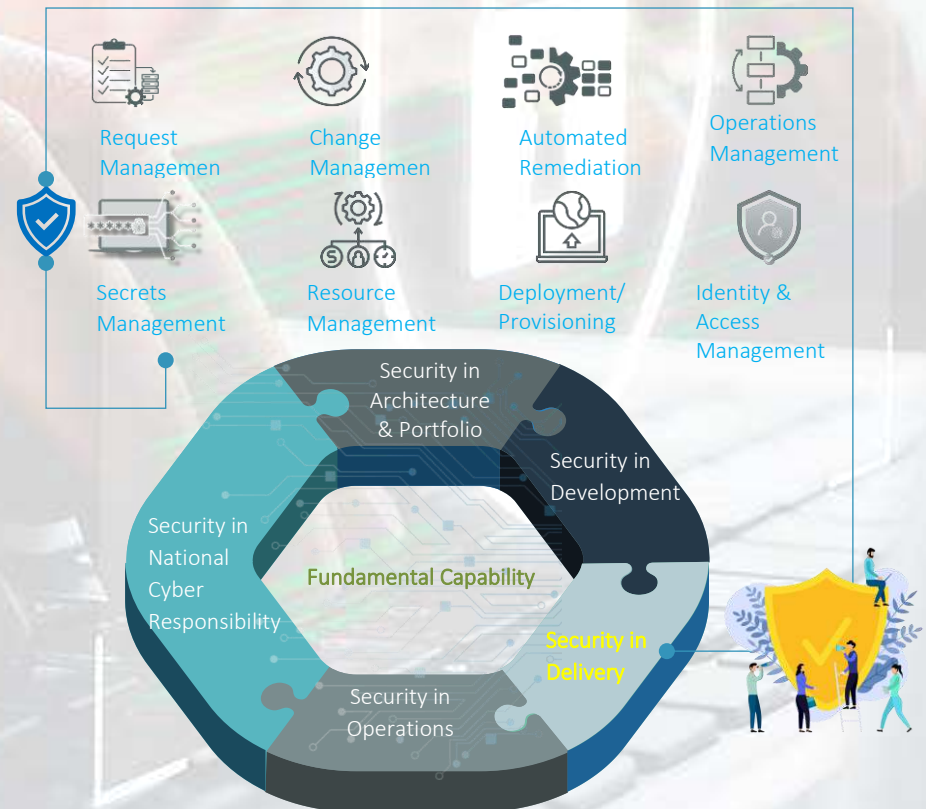 Request
Managemen
Change
Managemen
Automated
Remediation
Operations
Management
Secrets
Management
Resource
Management
Deployment/
Provisioning
Identity &
Access
Management
Security in
Architecture
& Portfolio
Security in
Development
Security in
National
Cyber
Responsibility
Fundamental Capability
Security in
Delivery
Security in
Operations